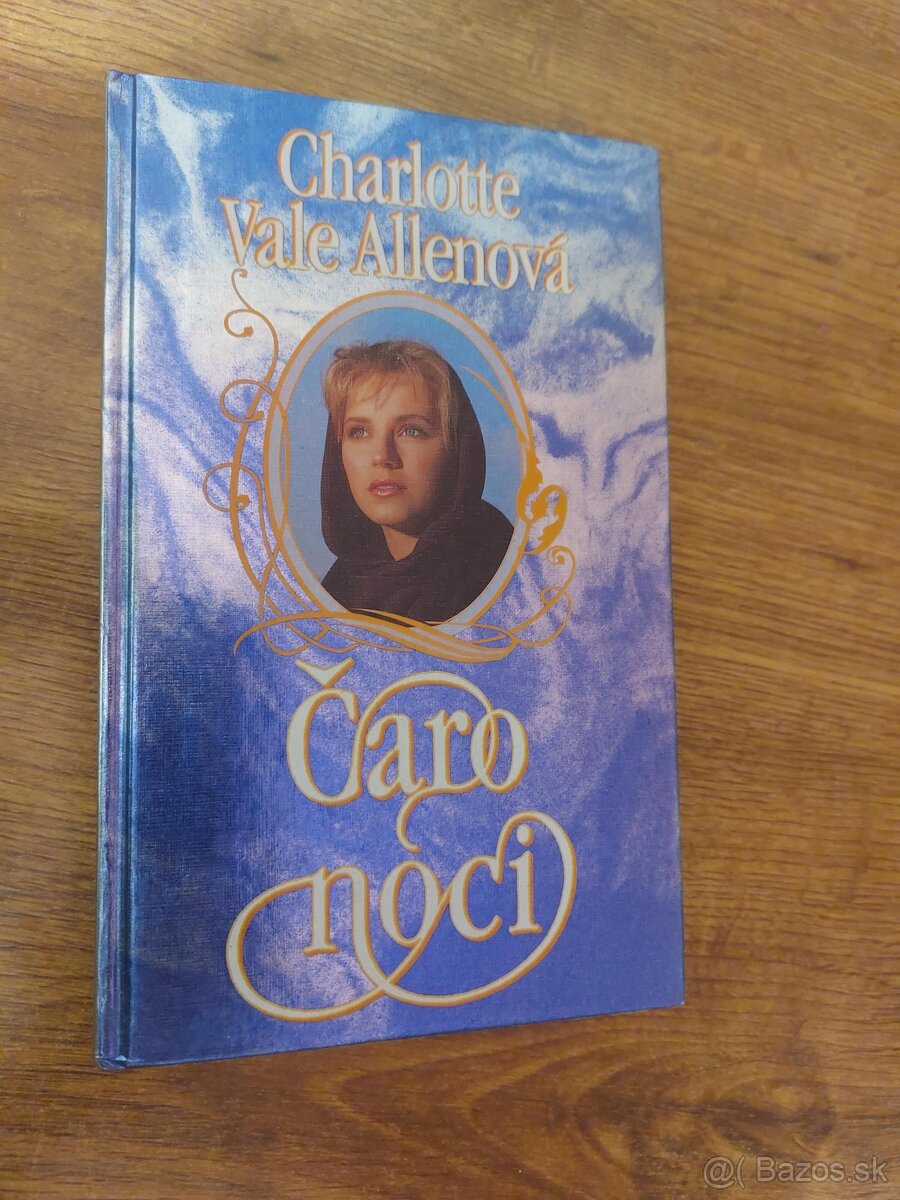 Charlotte
Vale Allenová
Čaro
noci
@( Bazos.sk